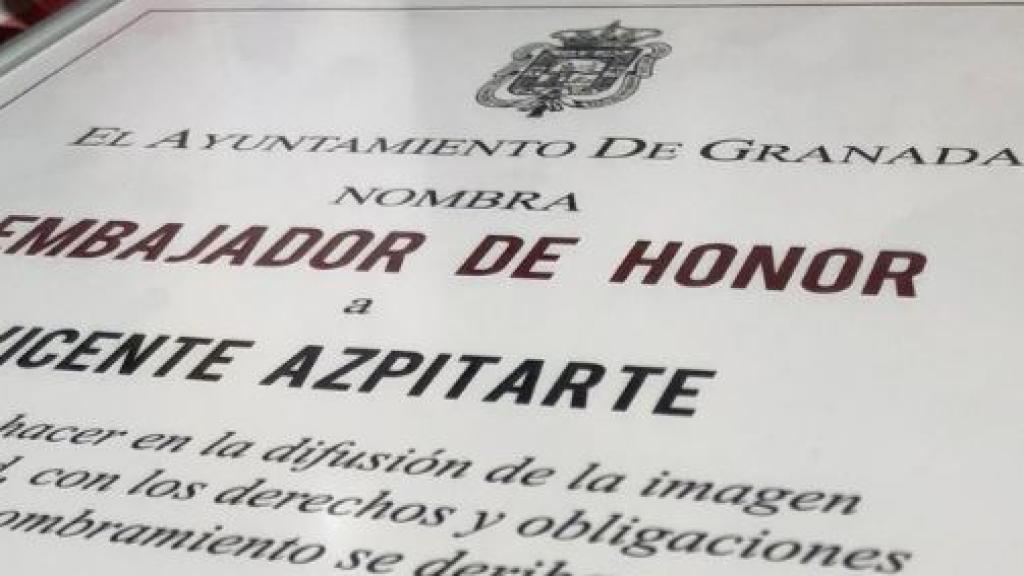 EL AYUNTAMIENTO DE GRANADA
NOMBRA
EMBAJADOR DE HONOR
a
VICENTE AZPITARTE
hacer en la difusión de la imagen
con los derechos y obligaciones
ombramiento se